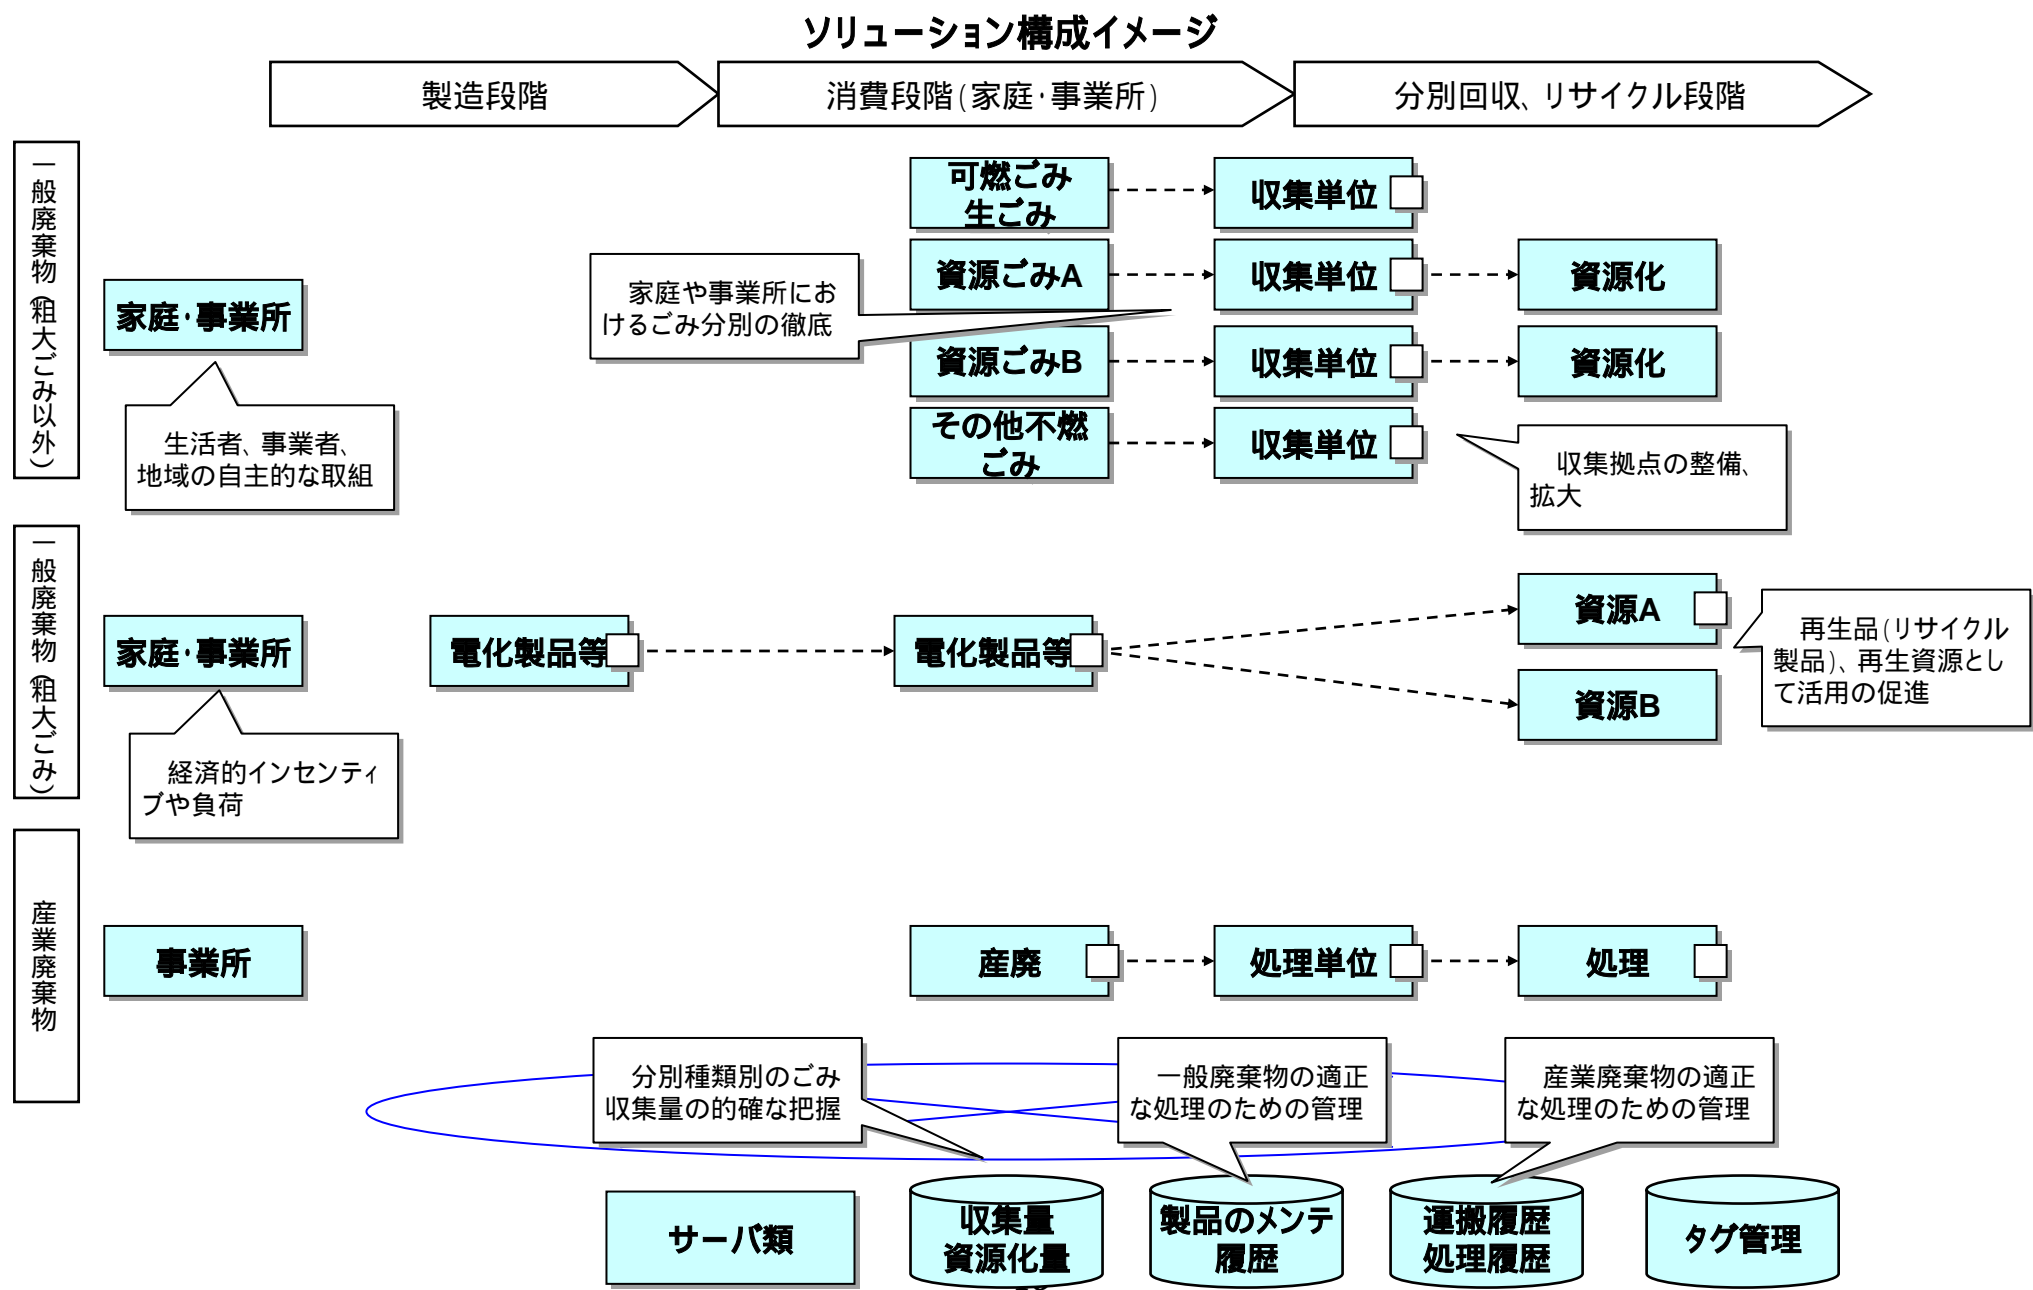 ソリューション構成イメージ
製造段階
消費段階(家庭・事業所)
分別回収、リサイクル段階
一般廃棄物(粗大ごみ以外)
家庭・事業所
生活者、事業者、
地域の自主的な取組
家庭や事業所にお
けるごみ分別の徹底
可燃ごみ
生ごみ
収集単位
資源ごみA
収集単位
資源化
資源ごみB
収集単位
資源化
その他不燃
ごみ
収集単位
収集拠点の整備、
拡大
一般廃棄物(粗大ごみ)
家庭・事業所
経済的インセンティ
ブや負荷
電化製品等
電化製品等
資源A
資源B
再生品(リサイクル
製品)、再生資源とし
て活用の促進
産業廃棄物
事業所
産廃
処理単位
処理
分別種類別のごみ
収集量の的確な把握
一般廃棄物の適正
な処理のための管理
産業廃棄物の適正
な処理のための管理
サーバ類
収集量
資源化量
製品のメンテ
履歴
運搬履歴
処理履歴
タグ管理